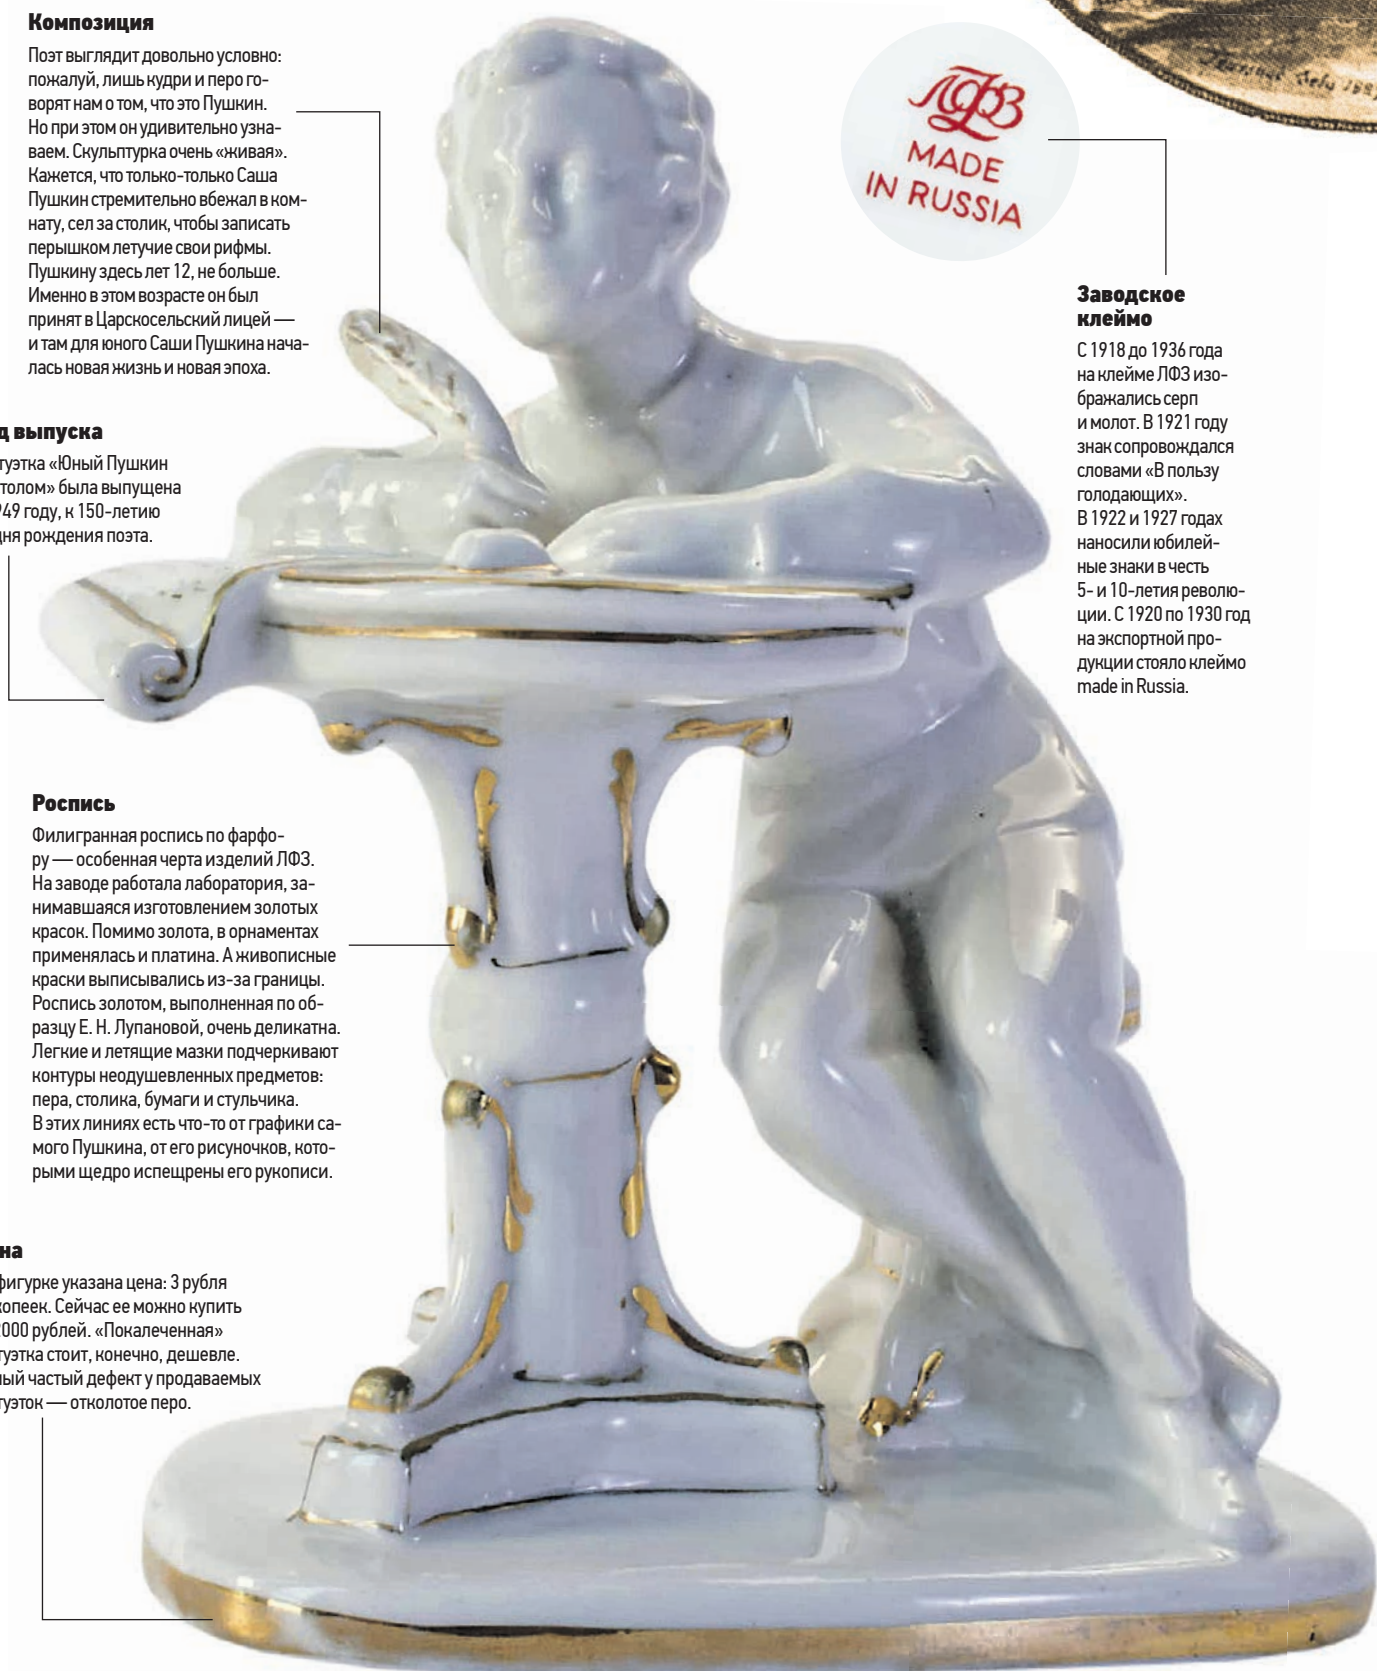 Композиция
Поэт выглядит довольно условно:
пожалуй, лишь кудри и перо го-
ворят нам о том, что это Пушкин.
Но при этом он удивительно узна-
ваем. Скульптурка очень «живая».
Кажется, что только-только Саша
Пушкин стремительно вбежал в ком-
нату, сел за столик, чтобы записать
перышком летучие свои рифмы.
Пушкину здесь лет 12, не больше.
Именно в этом возрасте он был
принят в Царскосельский лицей —
и там для юного Саши Пушкина нача-
лась новая жизнь и новая эпоха.
д выпуска
туэтка «Юный Пушкин
толом» была выпущена
949 году, к 150-летию
дня рождения поэта.
Роспись
Филигранная роспись по фарфо-
ру — особенная черта изделий ЛФЗ.
На заводе работала лаборатория, за-
нимавшаяся изготовлением золотых
красок. Помимо золота, в орнаментах
применялась и платина. А живописные
краски выписывались из-за границы.
Роспись золотом, выполненная по об-
разцу Е. Н. Лупановой, очень деликатна.
Легкие и летящие мазки подчеркивают
контуры неодушевленных предметов:
пера, столика, бумаги и стульчика.
В этих линиях есть что-то от графики са-
мого Пушкина, от его рисуночков, кото-
рыми щедро испещрены его рукописи.
на
фигурке указана цена: 3 рубля
копеек. Сейчас ее можно купить
2000 рублей. «Покалеченная»
туэтка стоит, конечно, дешевле.
ный частый дефект у продаваемых
туэток — отколотое перо.
ЛФЗ
MADE
IN RUSSIA
Заводское
клеймо
С 1918 до 1936 года
на клейме ЛФЗ изо-
бражались серп
и молот. В 1921 году
знак сопровождался
словами «В пользу
голодающих».
В 1922 и 1927 годах
наносили юбилей-
ные знаки в честь
5- и 10-летия револю-
ции. С 1920 по 1930 год
на экспортной про-
дукции стояло клеймо
made in Russia.